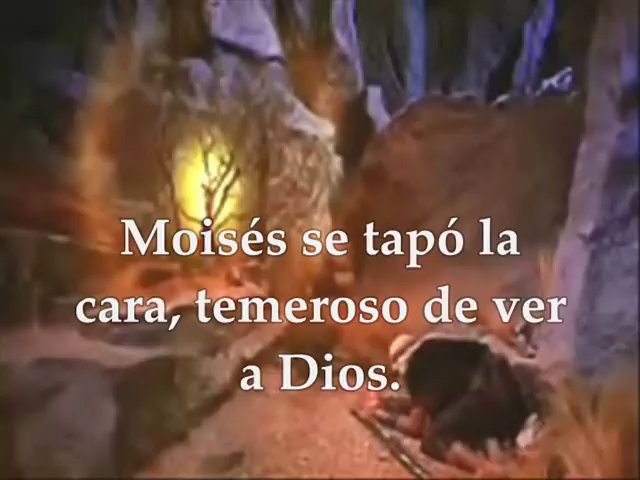 Moisés se tapó la
cara, temeroso de ver
a Dios.